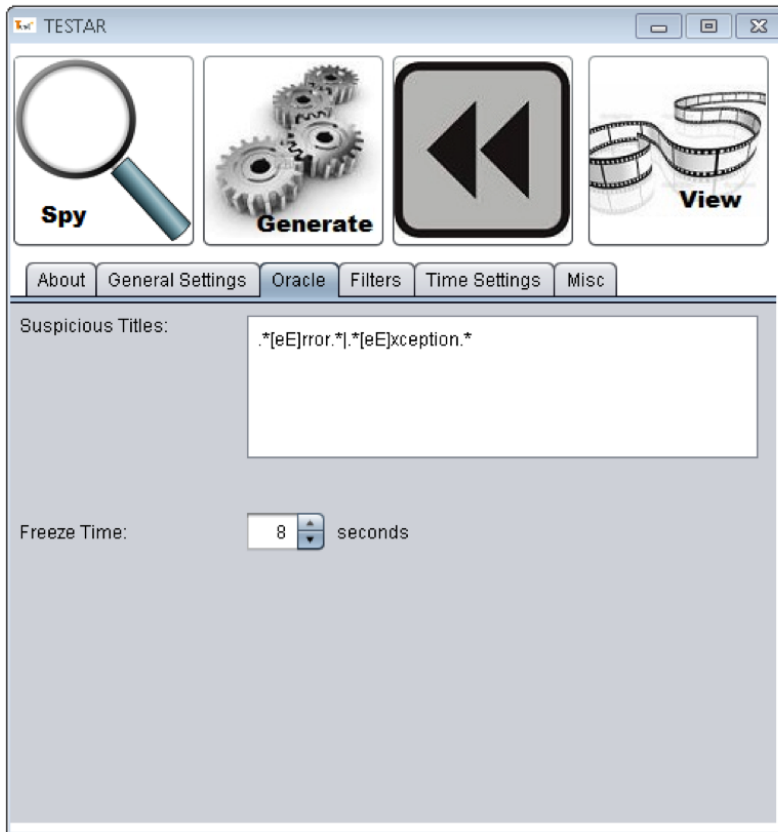 TESTAR
Spy
Generate
View
About General Settings Oracle Filters Time Settings Misc
Suspicious Titles:
.*[eE]rror.*|.*[eE]xception.*
Freeze Time: 8 seconds